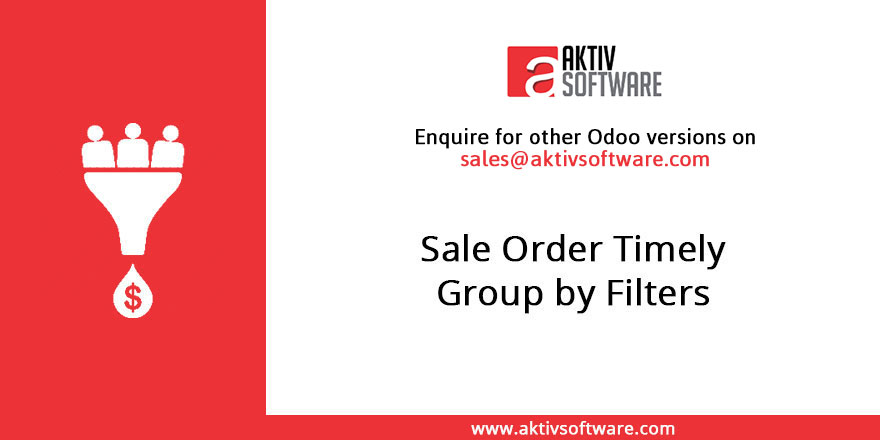 AKTIV
SOFTWARE
Enquire for other Odoo versions on
sales@aktivsoftware.com
Sale Order Timely
Group by Filters
$
www.aktivsoftware.com